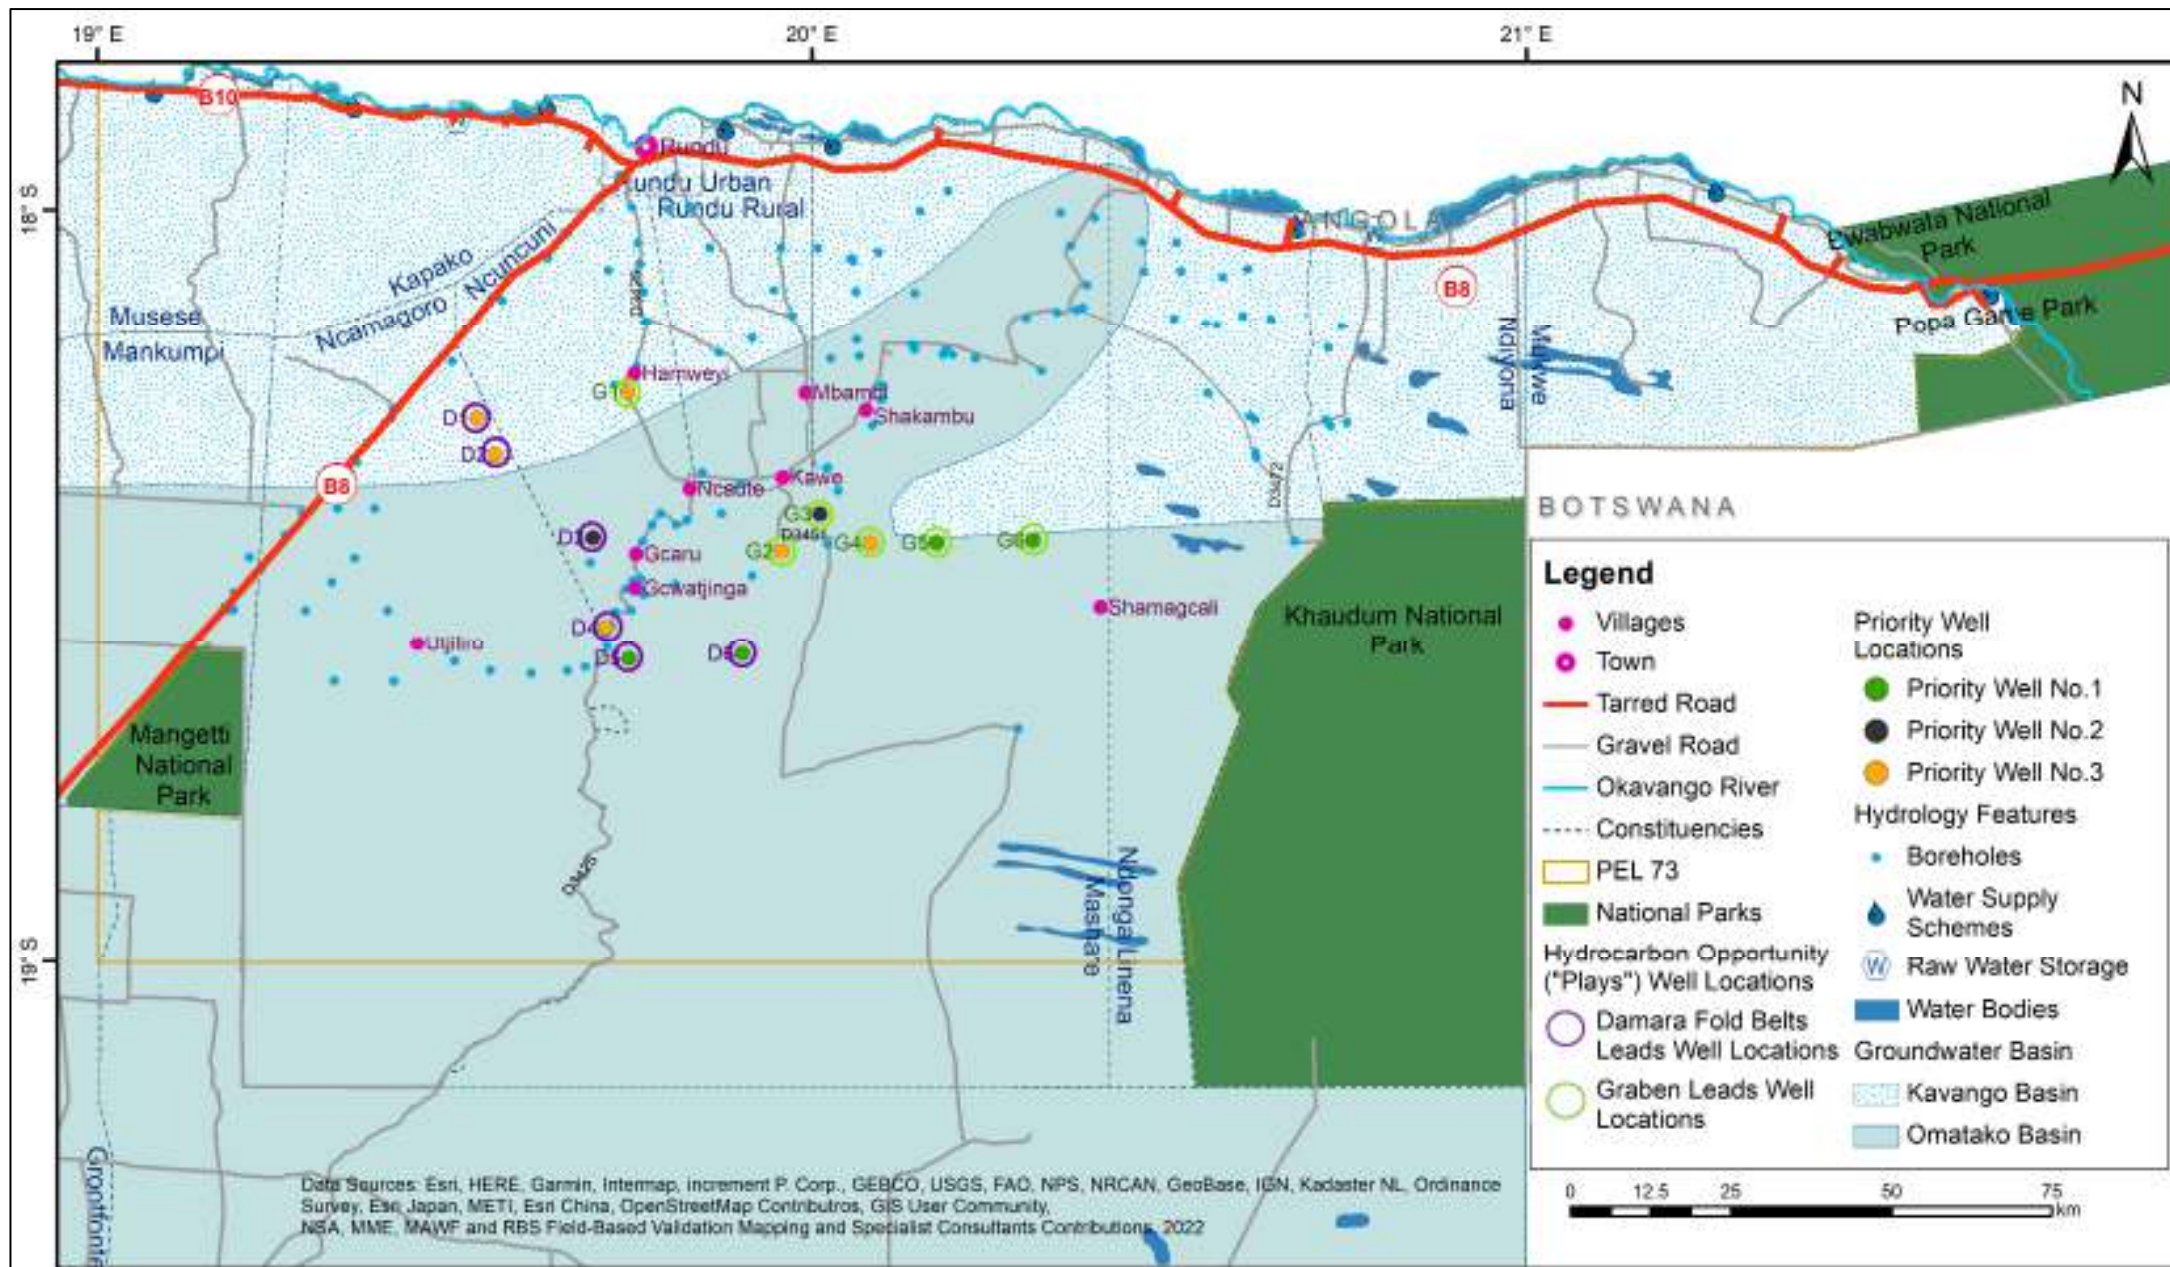 19° E
20° E
21° E
N
18° S
19° S
B10
Rundu
Rundu Rural
ANGOLA
Bwabwata National
Park
B8
Popa Game Park
Kapako
Ncuncuni
Ncamagoro
Musese
Mankumpi
Ndiyona
Mukwe
Hamweyi
G1
Mbambi
Shakambu
D1
D2
B8
Ncaute
Kawe
D3472
BOTSWANA
G3
D3
G2
G4
G5
G6
Gcaru
Gcwatjinga
Shamagcali
Khaudum National
Park
D4
D5
D6
Mangetti
National
Park
D3425
Ndonga Linena
Mashare
Legend
Villages
Town
Tarred Road
Gravel Road
Okavango River
Constituencies
PEL 73
National Parks
Hydrocarbon Opportunity
("Plays") Well Locations
Damara Fold Belts
Leads Well Locations
Graben Leads Well
Locations
Priority Well
Locations
Priority Well No.1
Priority Well No.2
Priority Well No.3
Hydrology Features
Boreholes
Water Supply
Schemes
W
Raw Water Storage
Water Bodies
Groundwater Basin
Kavango Basin
Omatako Basin
0 12.5 25 50 75
km
Data Sources: Esri, HERE, Garmin, Intermap, increment P Corp., GEBCO, USGS, FAO, NPS, NRCAN, GeoBase, IGN, Kadaster NL, Ordinance
Survey, Esri Japan, METI, Esri China, OpenStreetMap Contributros, GIS User Community,
NSA, MME, MAWF and RBS Field-Based Validation Mapping and Specialist Consultants Contributions, 2022